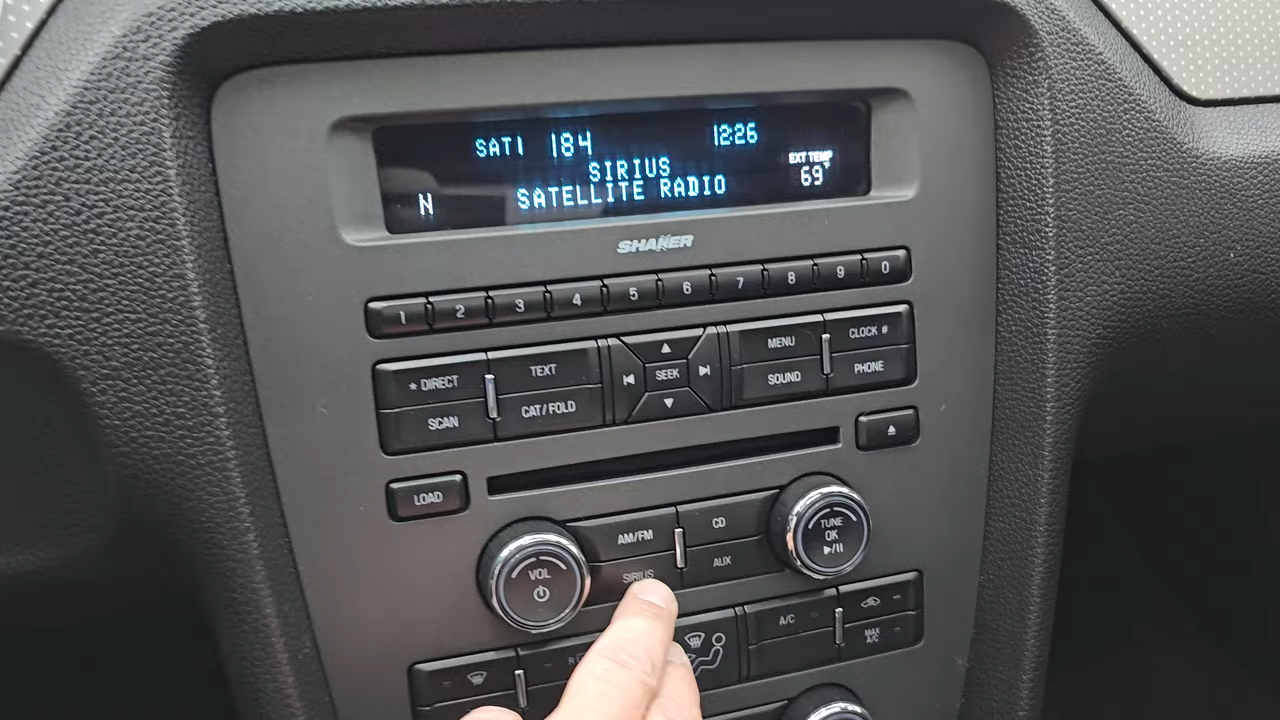 SAT1 184 12:26
SIRIUS
EXT TEMP
N SATELLITE RADIO 69°F
SHAKER
1 2 3 4 5 6 7 8 9 0
* DIRECT TEXT MENU CLOCK #
SEEK
SCAN CAT/FOLD SOUND PHONE
LOAD
AM/FM CD
SIRIUS AUX
VOL
TUNE
OK
A/C
MAX
A/C
R